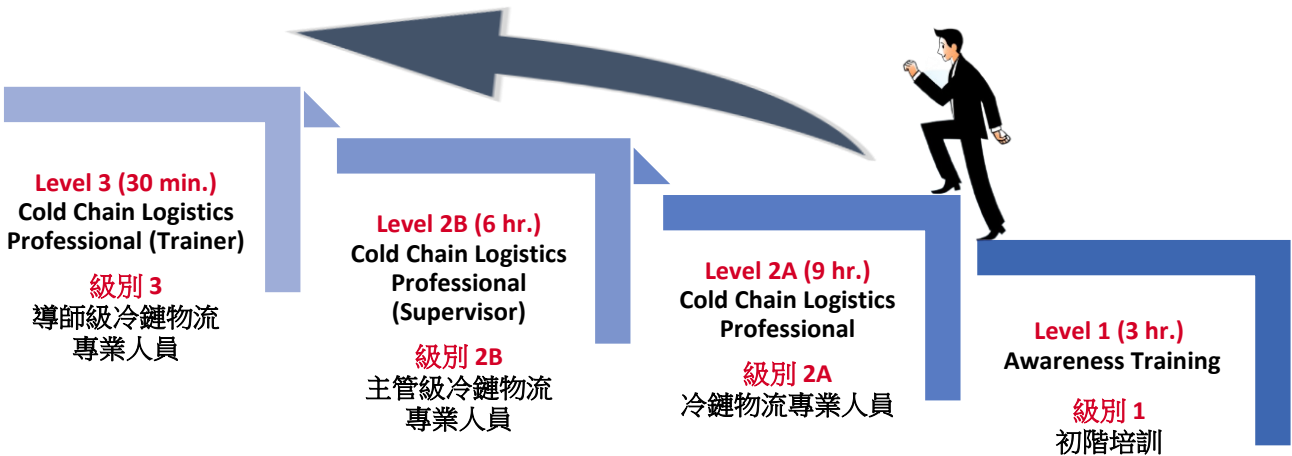 Level 3 (30 min.)
Cold Chain Logistics
Professional (Trainer)
級別 3
導師級冷鏈物流
專業人員
Level 2B (6 hr.)
Cold Chain Logistics
Professional
(Supervisor)
級別 2B
主管級冷鏈物流
專業人員
Level 2A (9 hr.)
Cold Chain Logistics
Professional
級別 2A
冷鏈物流專業人員
Level 1 (3 hr.)
Awareness Training
級別 1
初階培訓